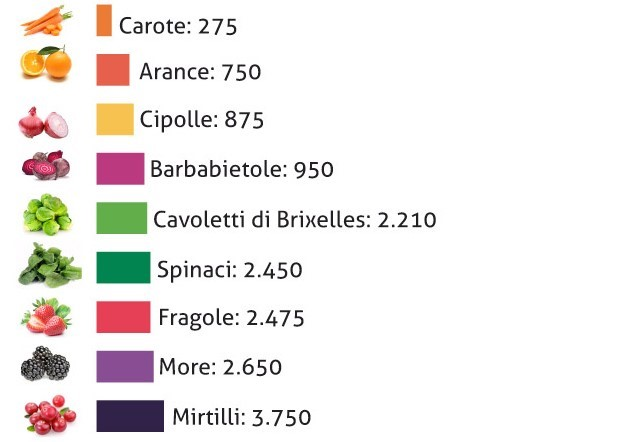 Carote: 275
Arance: 750
Cipolle: 875
Barbabietole: 950
Cavoletti di Brixelles: 2.210
Spinaci: 2.450
Fragole: 2.475
More: 2.650
Mirtilli: 3.750